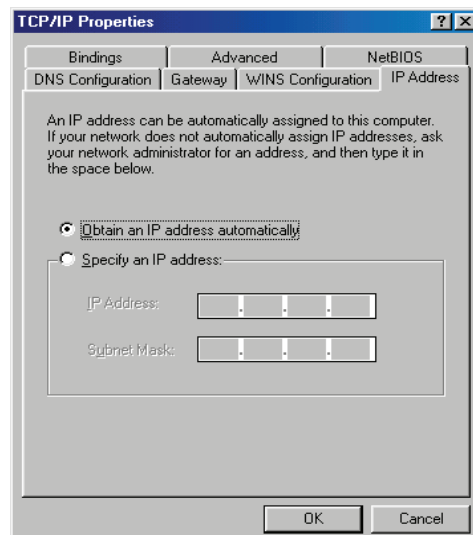 TCP/IP Properties
Bindings Advanced NetBIOS
DNS Configuration Gateway WINS Configuration IP Address
An IP address can be automatically assigned to this computer.
If your network does not automatically assign IP addresses, ask
your network administrator for an address, and then type it in
the space below.
Obtain an IP address automatically
Specify an IP address:
IP Address:
Subnet Mask:
OK Cancel